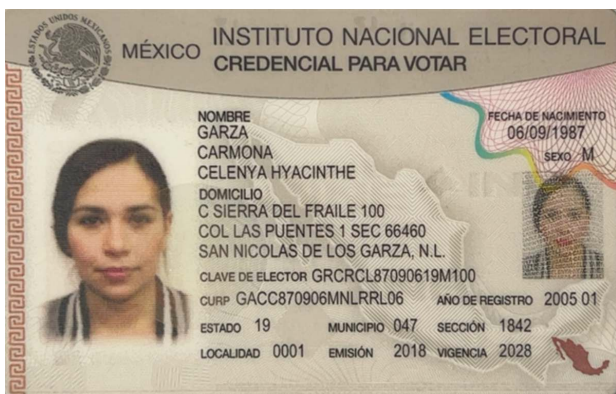 ESTADOS UNIDOS MEXICANOS
MÉXICO INSTITUTO NACIONAL ELECTORAL
CREDENCIAL PARA VOTAR
NOMBRE
GARZA
CARMONA
CELENYA HYACINTHE
FECHA DE NACIMIENTO
06/09/1987
SEXO M
DOMICILIO
C SIERRA DEL FRAILE 100
COL LAS PUENTES 1 SEC 66460
SAN NICOLAS DE LOS GARZA, N.L.
CLAVE DE ELECTOR GRCRCL87090619M100
CURP GACC870906MNLRRL06 AÑO DE REGISTRO 2005 01
ESTADO 19 MUNICIPIO 047 SECCIÓN 1842
LOCALIDAD 0001 EMISIÓN 2018 VIGENCIA 2028